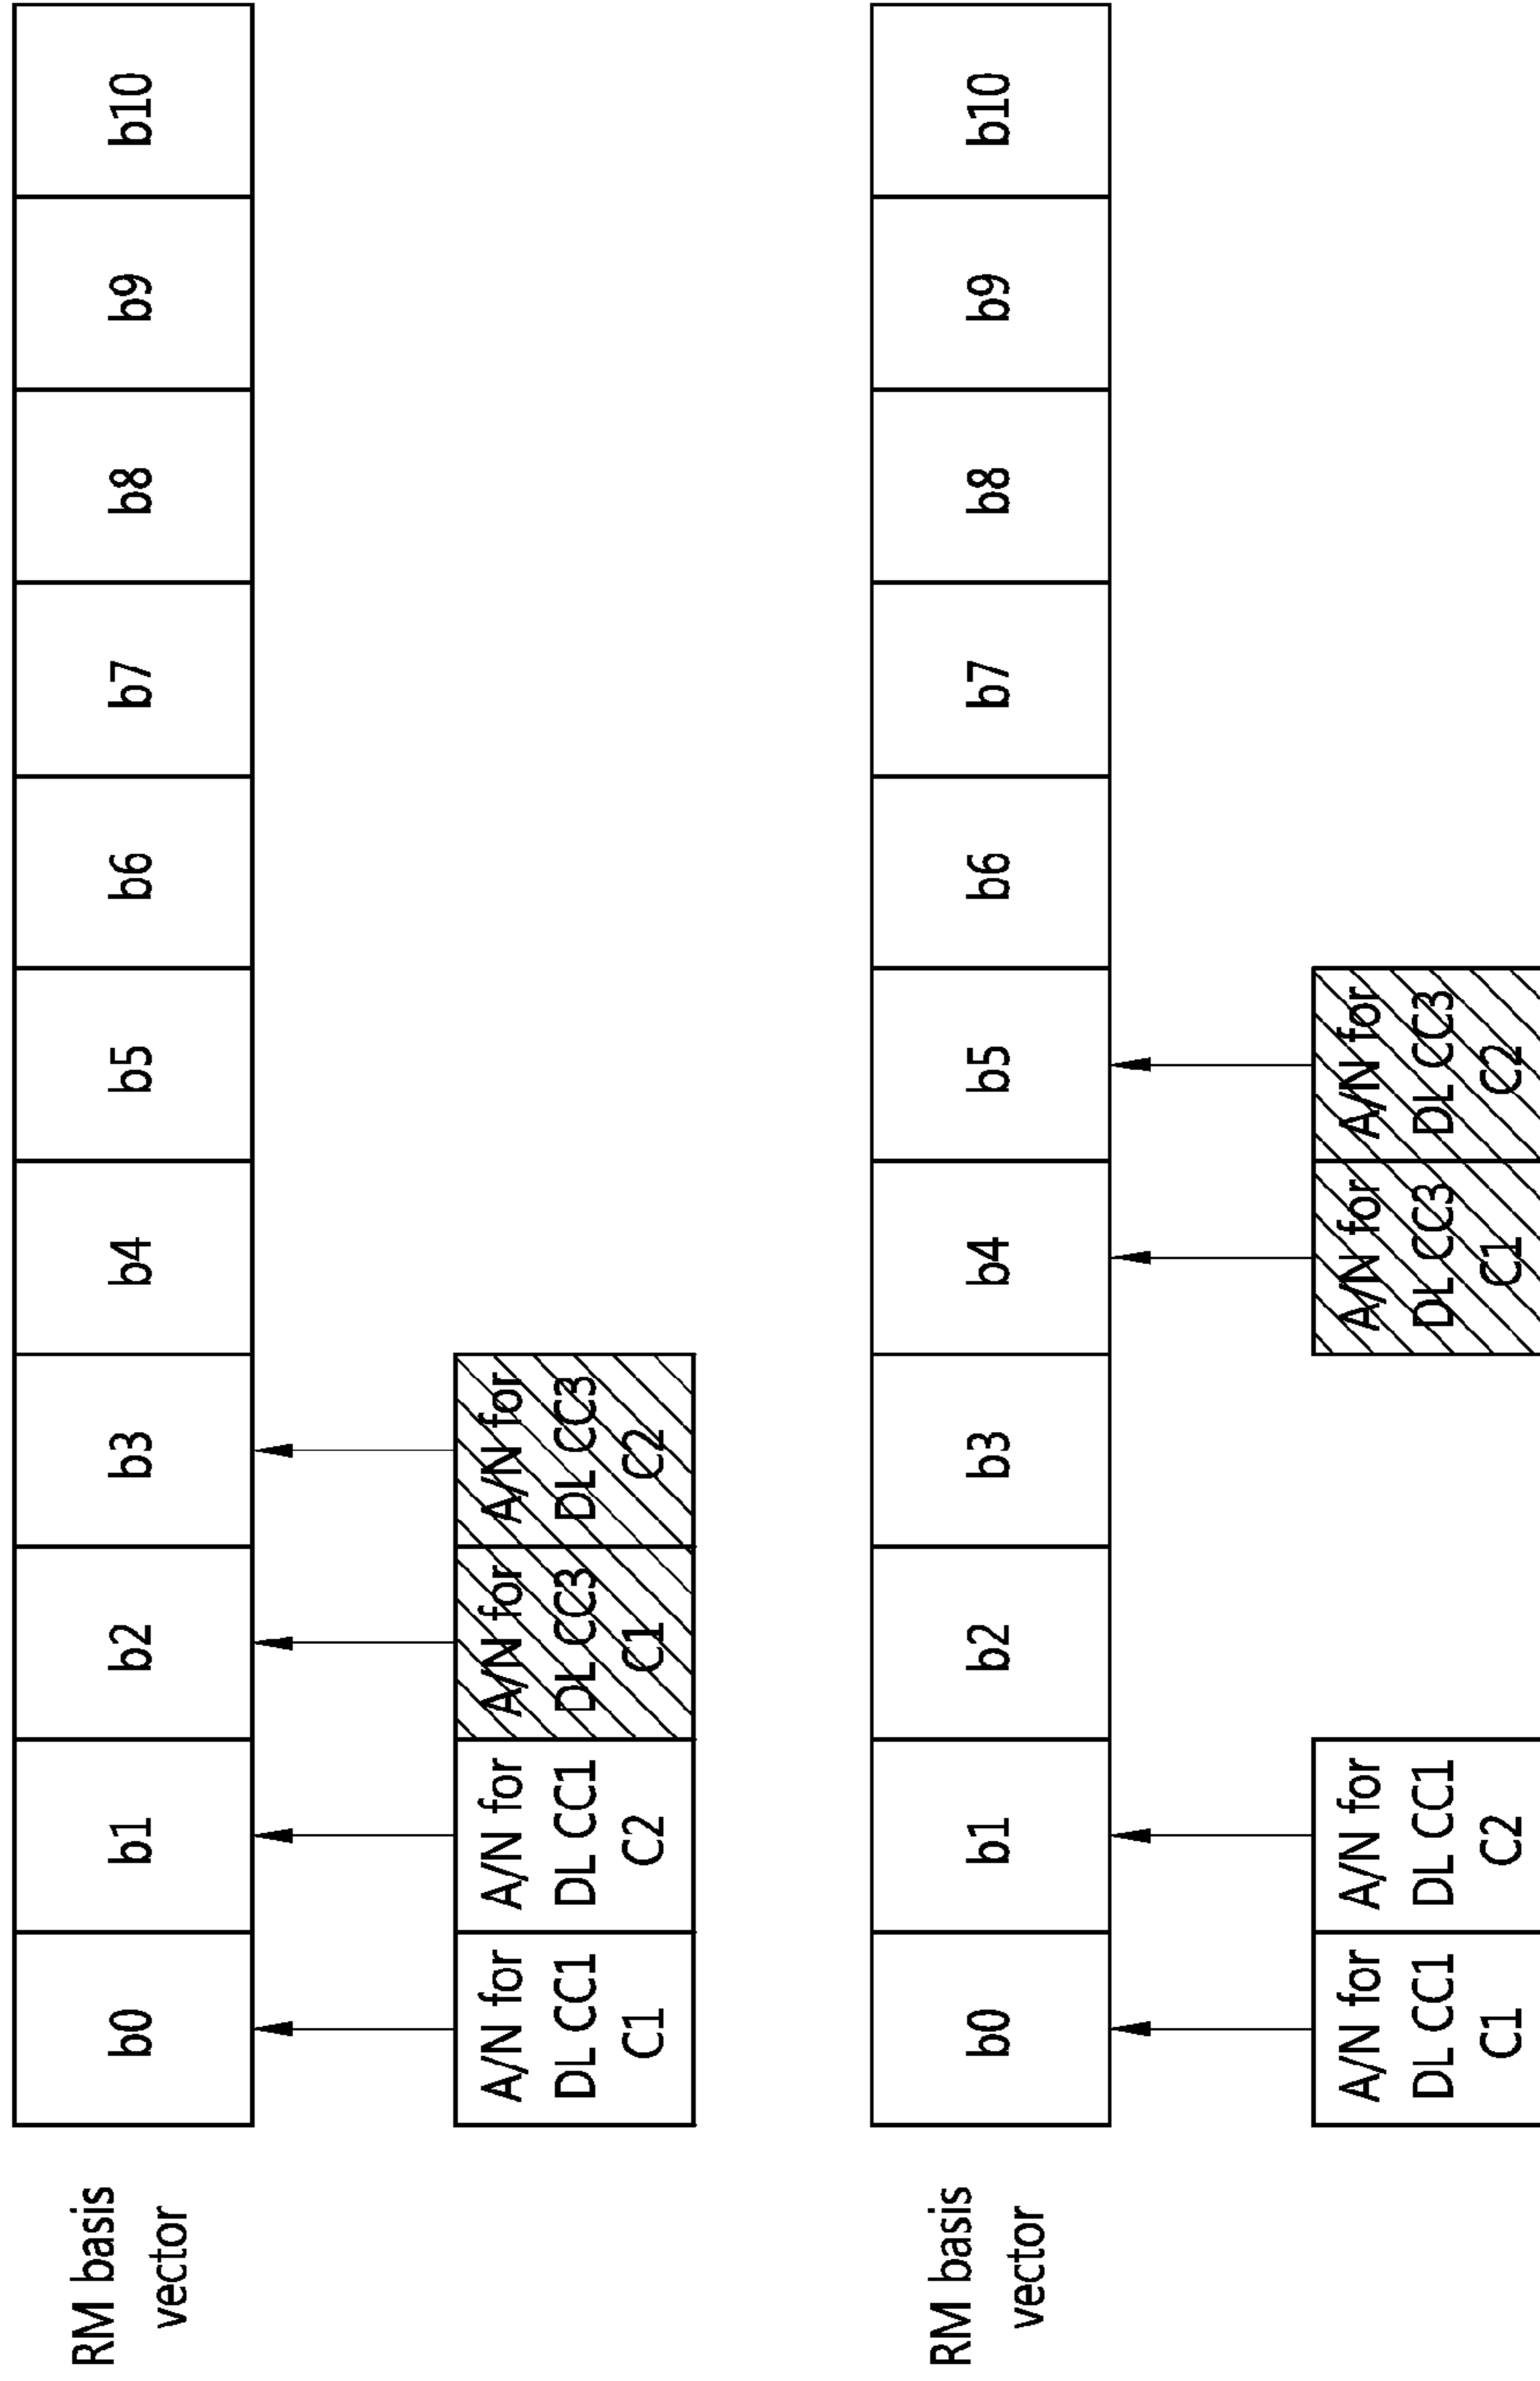 RM basis
vector
b0
b1
b2
b3
b4
b5
b6
b7
b8
b9
b10
A/N for
DL CC1
C1
A/N for
DL CC1
C2
A/N for
DL CC3
C1
A/N for
DL CC3
C2
RM basis
vector
b0
b1
b2
b3
b4
b5
b6
b7
b8
b9
b10
A/N for
DL CC1
C1
A/N for
DL CC1
C2
A/N for
DL CC3
C1
A/N for
DL CC3
C2